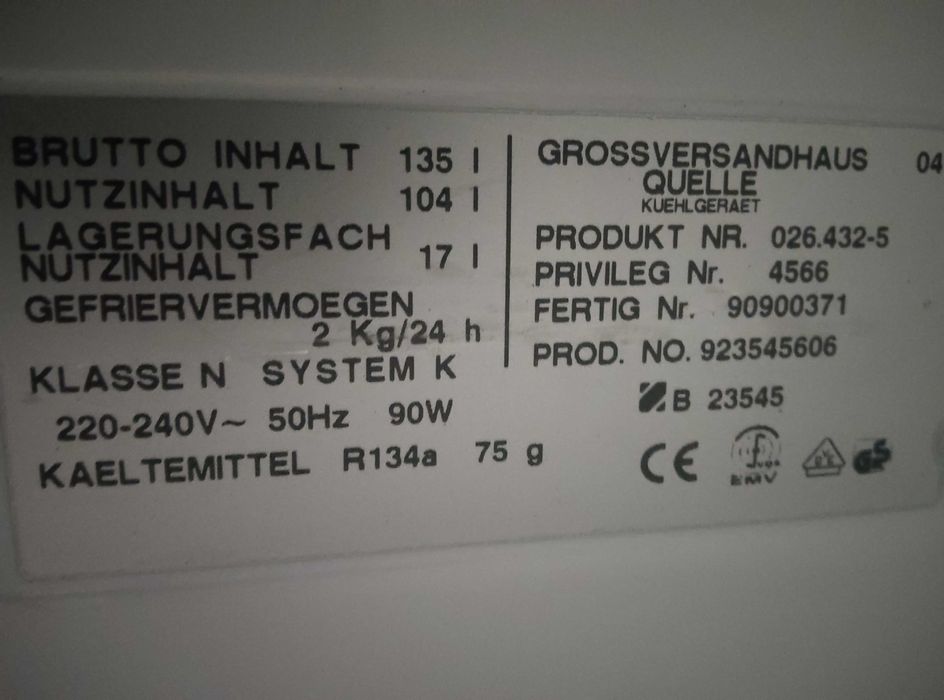 BRUTTO INHALT 135 l
NUTZINHALT 104 l
LAGERUNGSFACH
NUTZINHALT 17 l
GEFRIERVERMOEGEN
2 Kg/24 h
KLASSE N SYSTEM K
220-240V~ 50Hz 90W
KAELTEMITTEL R134a 75 g
GROSSVERSANDHAUS 04
QUELLE
KUEHLGERAET
PRODUKT NR. 026.432-5
PRIVILEG Nr. 4566
FERTIG Nr. 90900371
PROD. NO. 923545606
B 23545
CE
EMV
GS